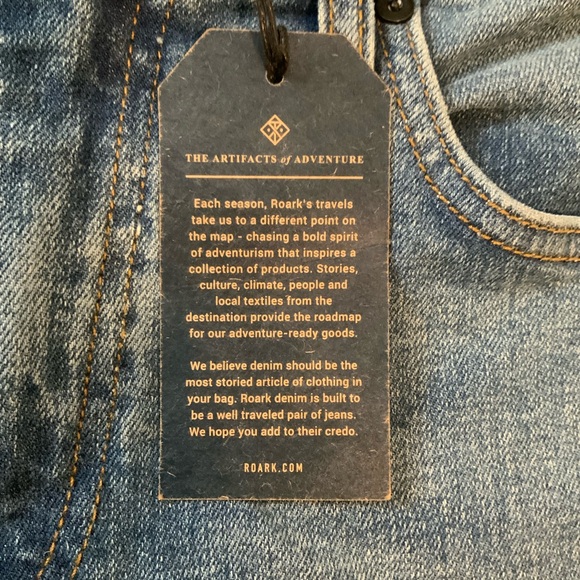 THE ARTIFACTS of ADVENTURE
Each season, Roark's travels
take us to a different point on
the map - chasing a bold spirit
of adventurism that inspires a
collection of products. Stories,
culture, climate, people and
local textiles from the
destination provide the roadmap
for our adventure-ready goods.
We believe denim should be the
most storied article of clothing in
your bag. Roark denim is built to
be a well traveled pair of jeans.
We hope you add to their credo.
ROARK.COM